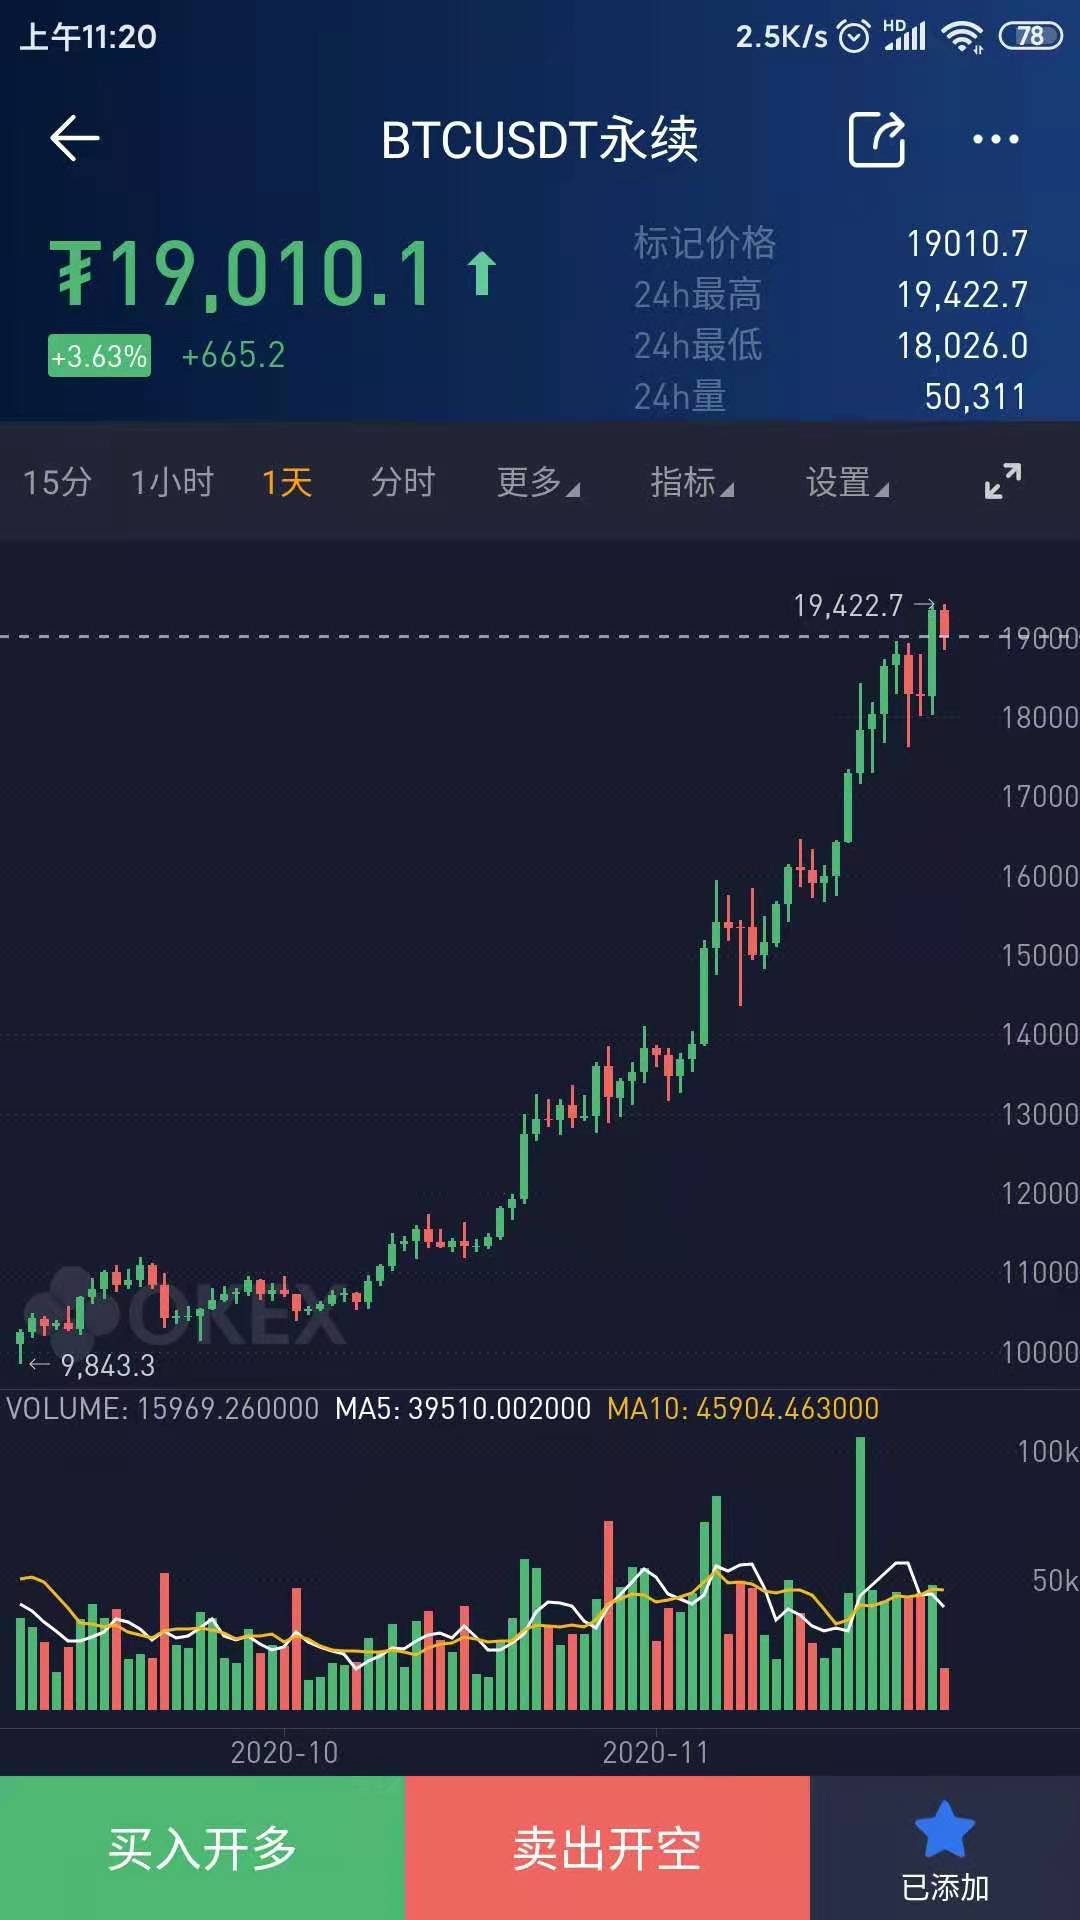 上午11:20 2.5K/s HD 78
BTCUSDT永续
₮19,010.1
+3.63% +665.2
标记价格 19010.7
24h最高 19,422.7
24h最低 18,026.0
24h量 50,311
15分 1小时 1天 分时 更多 指标 设置
19,422.7
19000
18000
17000
16000
15000
14000
13000
12000
11000
OKEX
10000
9,843.3
VOLUME: 15969.260000 MA5: 39510.002000 MA10: 45904.463000
100k
50k
2020-10 2020-11
买入开多 卖出开空 已添加